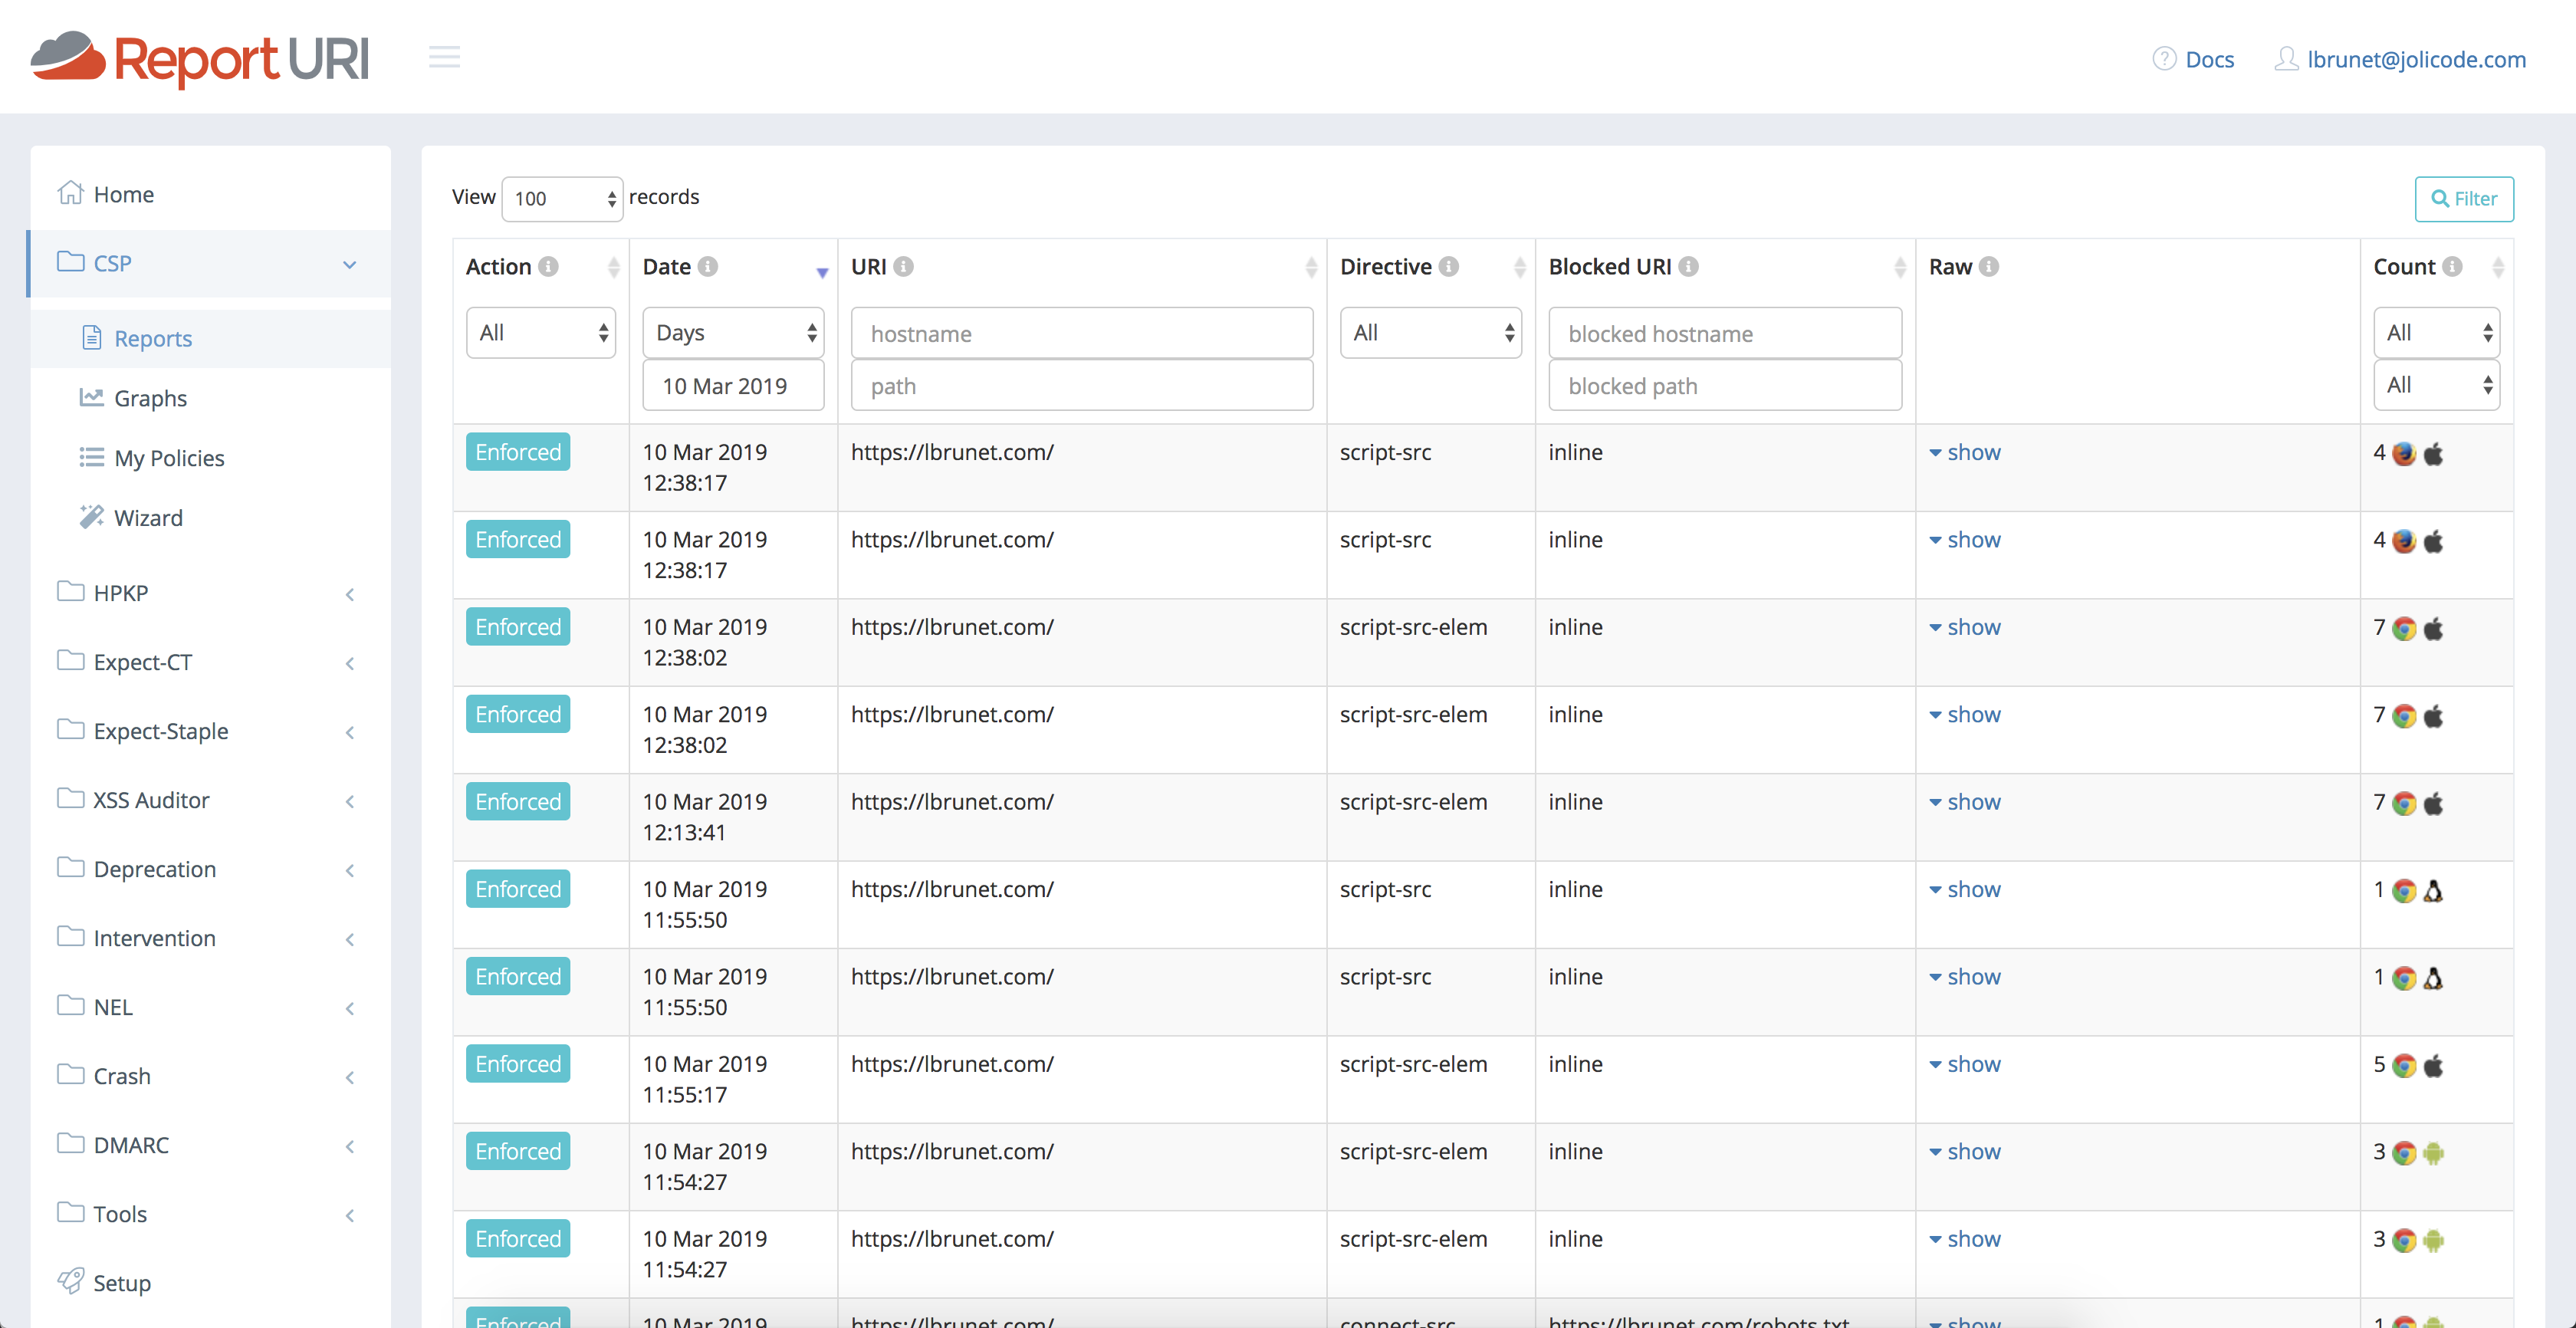 Report URI
Docs
lbrunet@jolicode.com
Home
CSP
Reports
Graphs
My Policies
Wizard
HPKP
Expect-CT
Expect-Staple
XSS Auditor
Deprecation
Intervention
NEL
Crash
DMARC
Tools
Setup
View 100 records
Filter
Action Date URI Directive Blocked URI Raw Count
All Days hostname All blocked hostname All
10 Mar 2019 path blocked path All
Enforced 10 Mar 2019 https://lbrunet.com/ script-src inline show 4
12:38:17
Enforced 10 Mar 2019 https://lbrunet.com/ script-src inline show 4
12:38:17
Enforced 10 Mar 2019 https://lbrunet.com/ script-src-elem inline show 7
12:38:02
Enforced 10 Mar 2019 https://lbrunet.com/ script-src-elem inline show 7
12:38:02
Enforced 10 Mar 2019 https://lbrunet.com/ script-src-elem inline show 7
12:13:41
Enforced 10 Mar 2019 https://lbrunet.com/ script-src inline show 1
11:55:50
Enforced 10 Mar 2019 https://lbrunet.com/ script-src inline show 1
11:55:50
Enforced 10 Mar 2019 https://lbrunet.com/ script-src-elem inline show 5
11:55:17
Enforced 10 Mar 2019 https://lbrunet.com/ script-src-elem inline show 3
11:54:27
Enforced 10 Mar 2019 https://lbrunet.com/ script-src-elem inline show 3
11:54:27
Enforced 10 Mar 2019 https://lbrunet.com/ connect-src https://lbrunet.com/robots.txt show 1